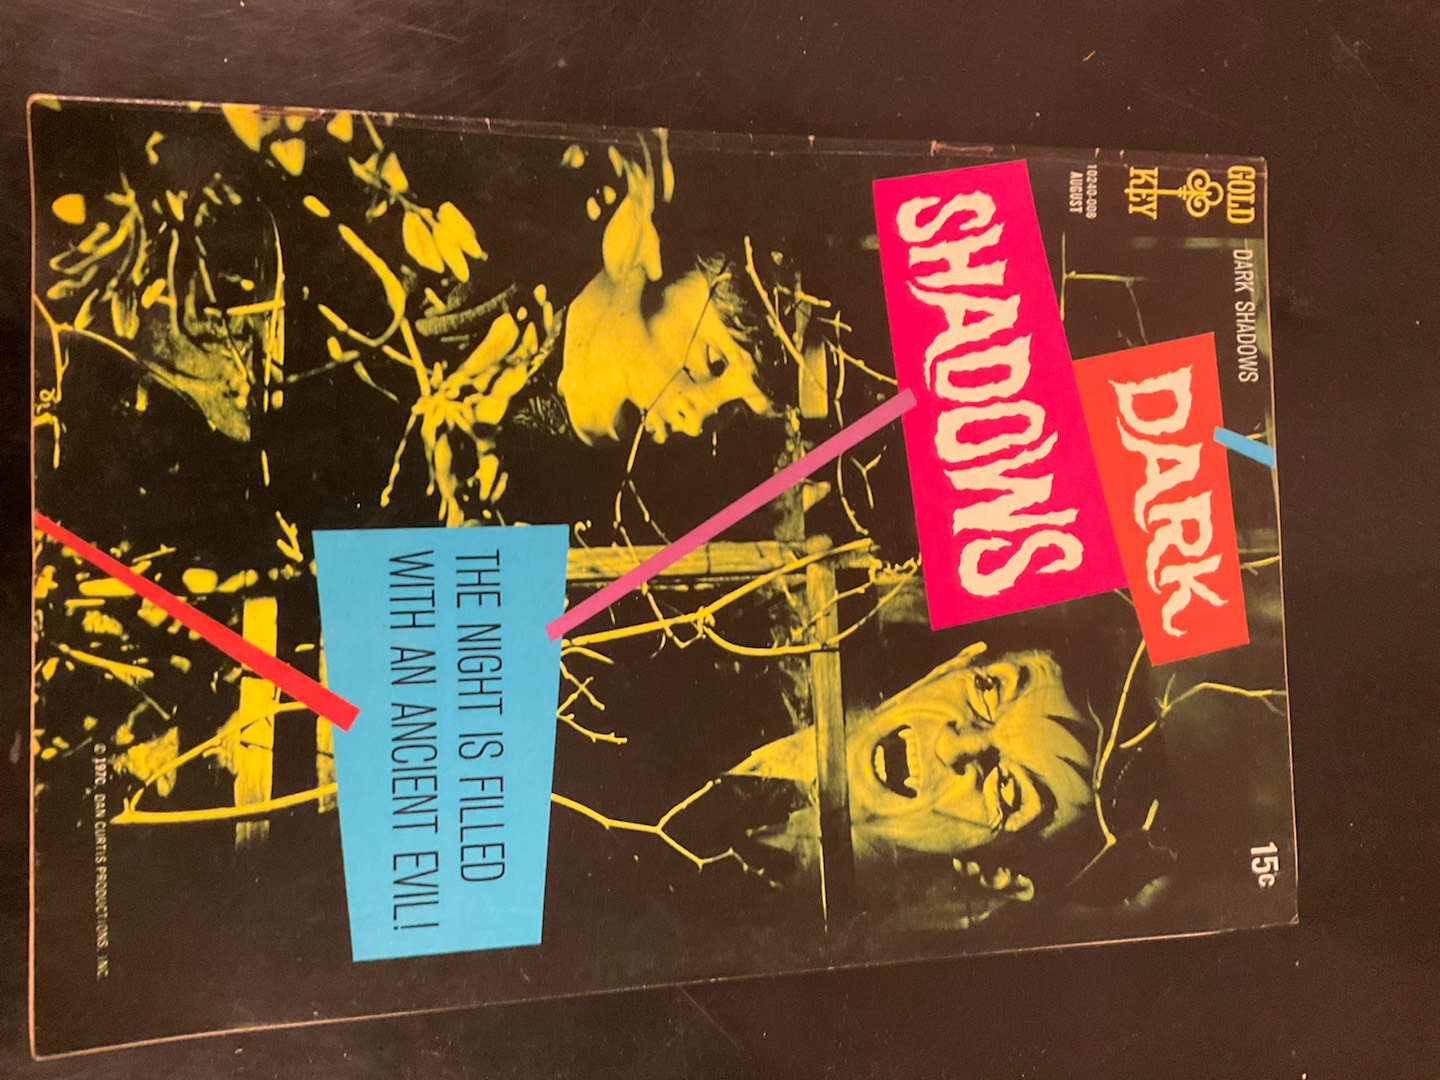 GOLD
KEY
10240-008
AUGUST
DARK SHADOWS
15¢
DARK
SHADOWS
THE NIGHT IS FILLED
WITH AN ANCIENT EVIL!
© 1970 DAN CURTIS PRODUCTIONS, INC.